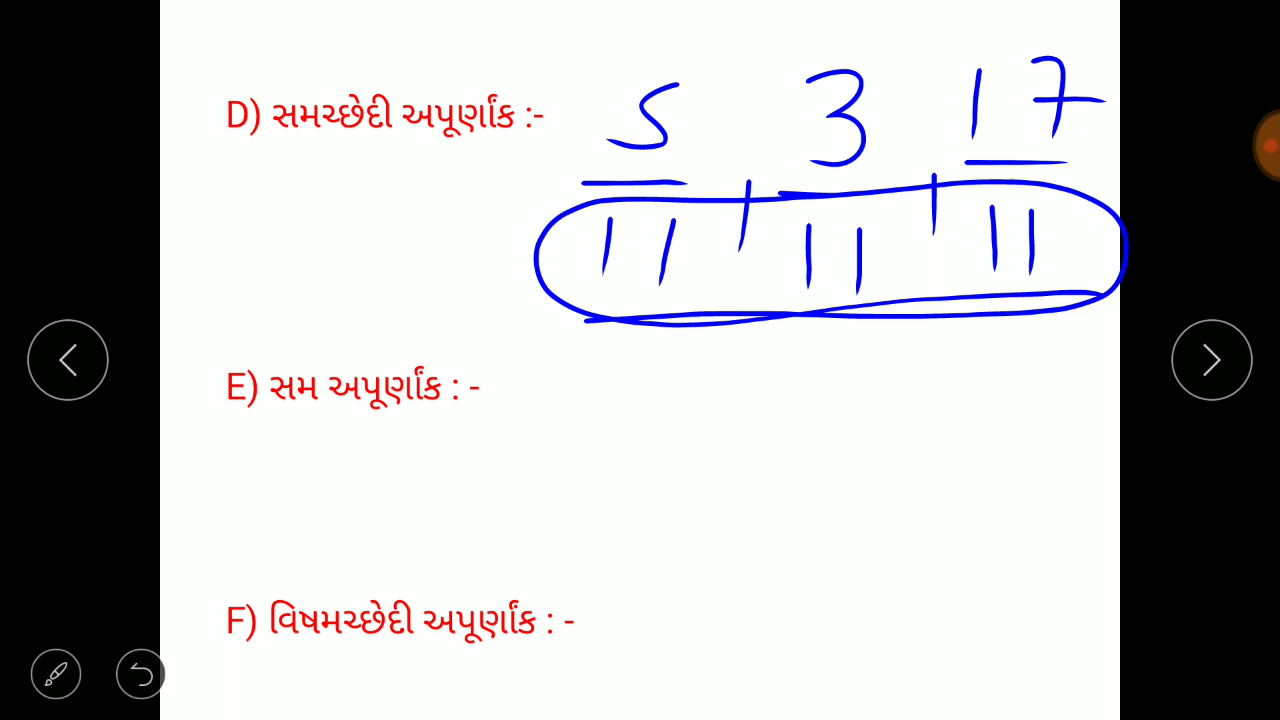 D) સમચ્છેદી અપૂર્ણાંક :- 5/11 , 3/11 , 17/11
E) સમ અપૂર્ણાંક : -
F) વિષમચ્છેદી અપૂર્ણાંક : -